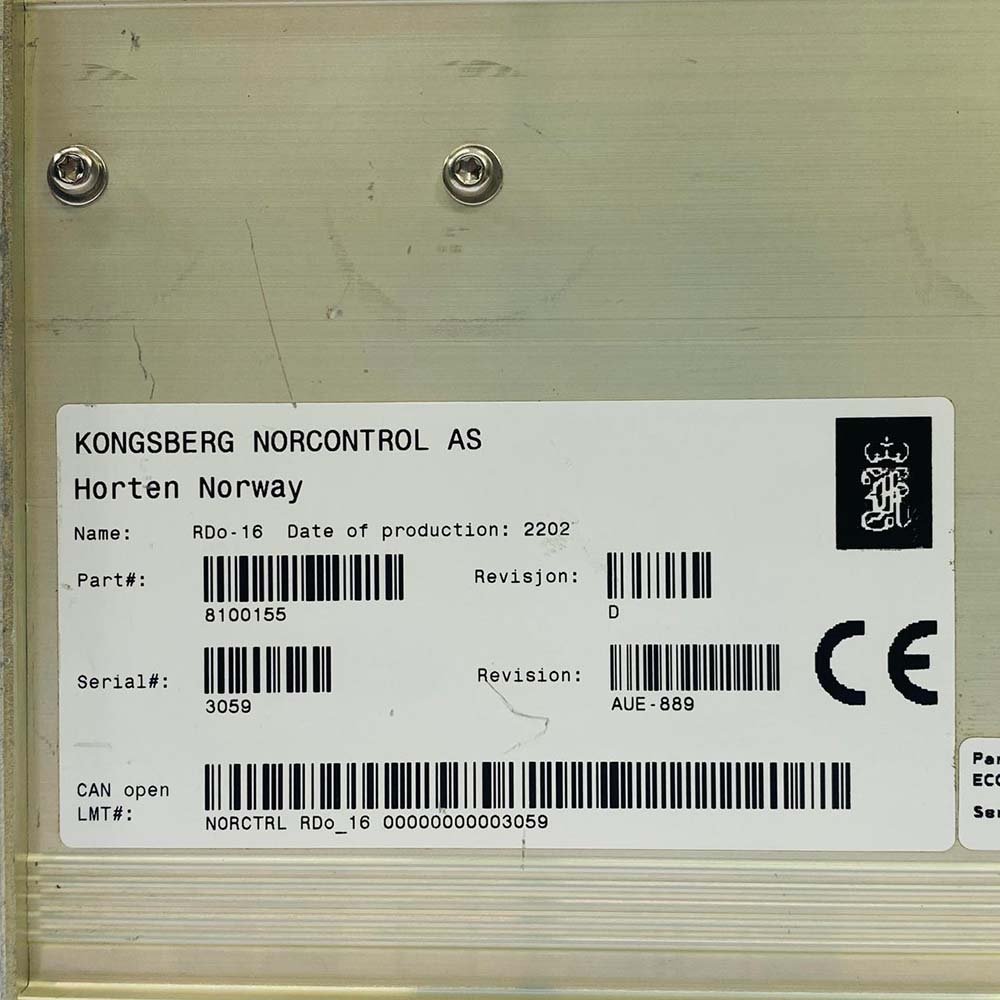 KONGSBERG NORCONTROL AS
Horten Norway
Name: RDo-16 Date of production: 2202
Part#: 8100155 Revisjon: D
Serial#: 3059 Revision: AUE-889
CE
CAN open
LMT#: NORCTRL RDo_16 00000000003059